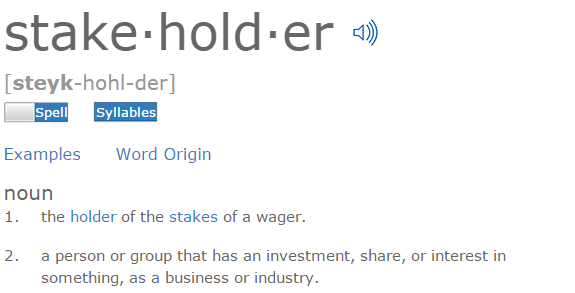 stake·hold·er
[steyk-hohl-der]
Spell Syllables
Examples Word Origin
noun
1. the holder of the stakes of a wager.
2. a person or group that has an investment, share, or interest in
something, as a business or industry.